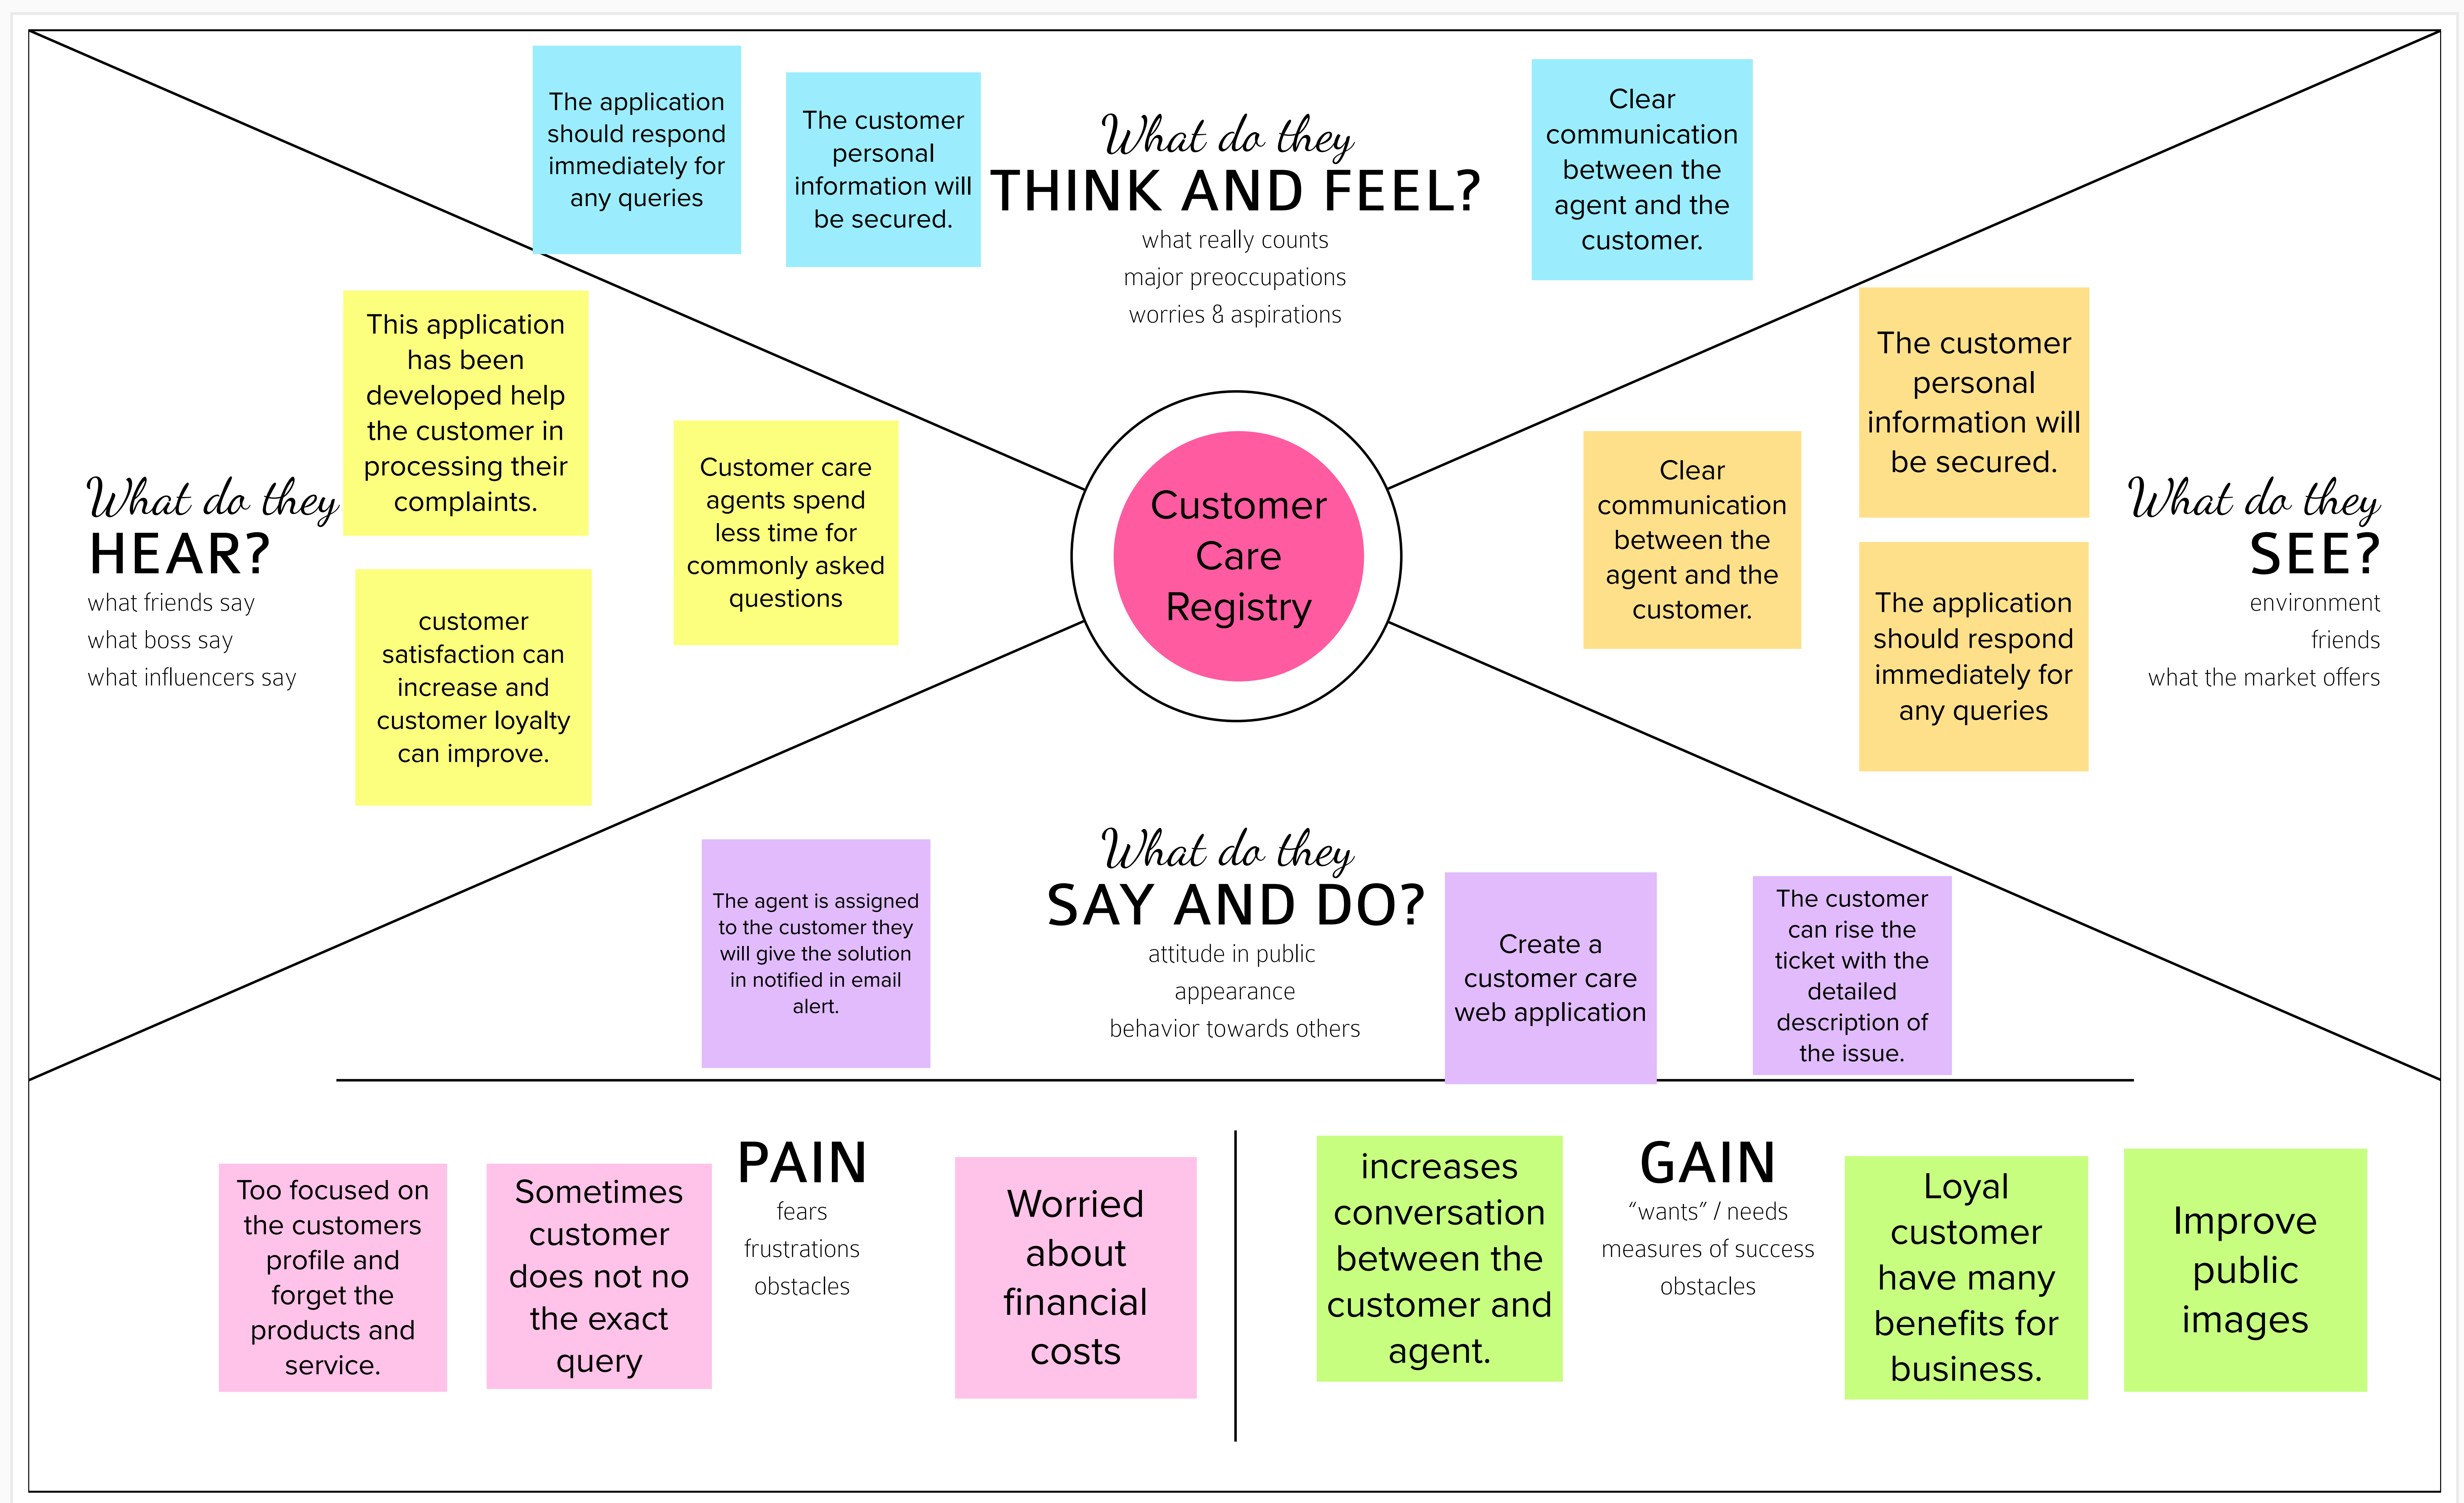 The application
should respond
immediately for
any queries
The customer
personal
information will
be secured.
What do they
THINK AND FEEL?
what really counts
major preoccupations
worries & aspirations
Clear
communication
between the
agent and the
customer.
What do they
HEAR?
what friends say
what boss say
what influencers say
This application
has been
developed help
the customer in
processing their
complaints.
customer
satisfaction can
increase and
customer loyalty
can improve.
Customer care
agents spend
less time for
commonly asked
questions
Customer
Care
Registry
Clear
communication
between the
agent and the
customer.
The customer
personal
information will
be secured.
The application
should respond
immediately for
any queries
What do they
SEE?
environment
friends
what the market offers
The agent is assigned
to the customer they
will give the solution
in notified in email
alert.
What do they
SAY AND DO?
attitude in public
appearance
behavior towards others
Create a
customer care
web application
The customer
can rise the
ticket with the
detailed
description of
the issue.
Too focused on
the customers
profile and
forget the
products and
service.
Sometimes
customer
does not no
the exact
query
PAIN
fears
frustrations
obstacles
Worried
about
financial
costs
increases
conversation
between the
customer and
agent.
GAIN
“wants” / needs
measures of success
obstacles
Loyal
customer
have many
benefits for
business.
Improve
public
images